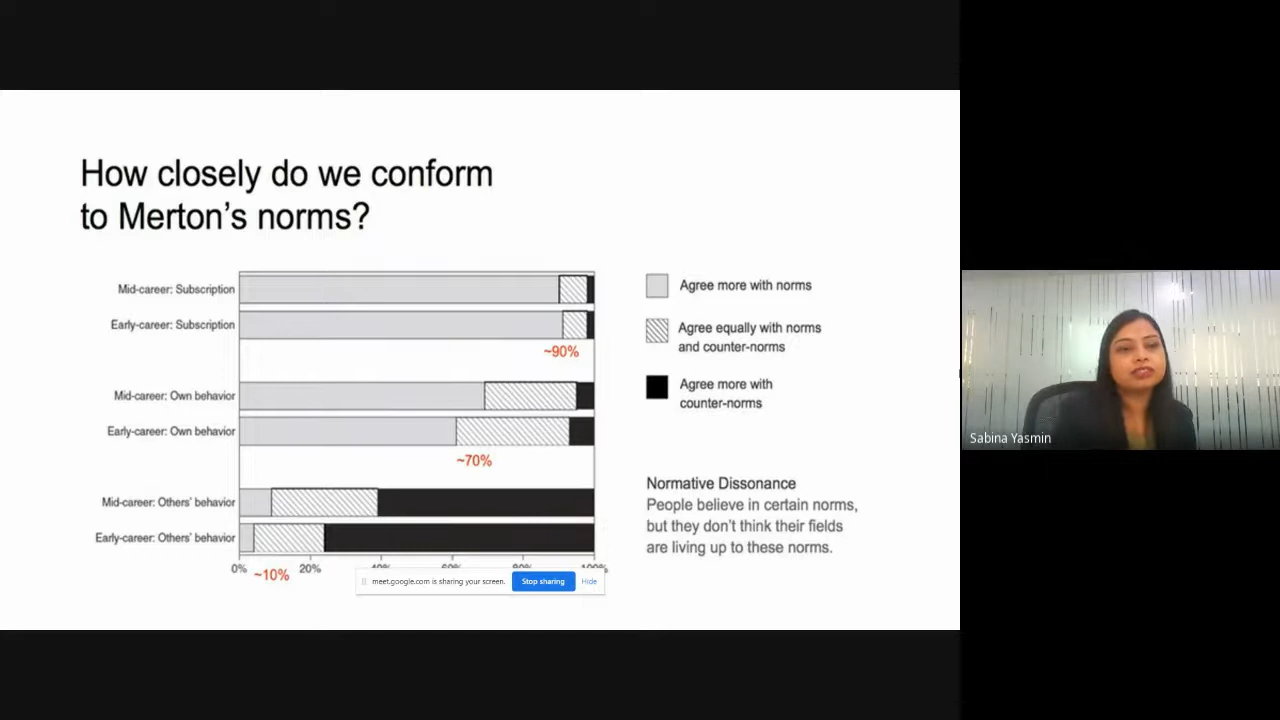 How closely do we conform
to Merton's norms?
Mid-career: Subscription
Early-career: Subscription
~90%
Mid-career: Own behavior
Early-career: Own behavior
~70%
Mid-career: Others' behavior
Early-career: Others' behavior
0% 20% 40% 60% 80% 100%
~10%
Agree more with norms
Agree equally with norms
and counter-norms
Agree more with
counter-norms
Normative Dissonance
People believe in certain norms,
but they don't think their fields
are living up to these norms.
meet.google.com is sharing your screen. Stop sharing Hide
Sabina Yasmin